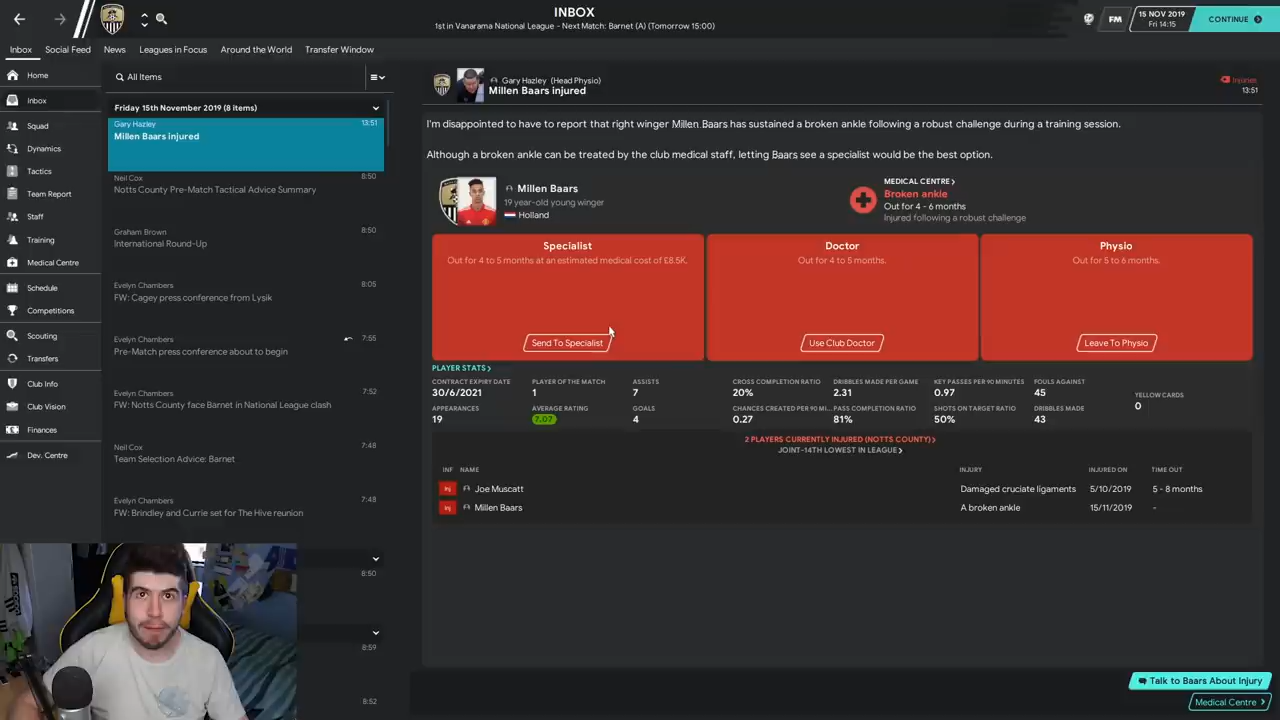 INBOX
1st in Vanarama National League - Next Match: Barnet (A) (Tomorrow 15:00)
FM
15 NOV 2019
Fri 14:15
CONTINUE
Inbox
Social Feed
News
Leagues in Focus
Around the World
Transfer Window
Home
Inbox
Squad
Dynamics
Tactics
Team Report
Staff
Training
Medical Centre
Schedule
Competitions
Scouting
Transfers
Club Info
Club Vision
Finances
Dev. Centre
All Items
Friday 15th November 2019 (8 items)
Gary Hazley 13:51
Millen Baars injured
Neil Cox 8:50
Notts County Pre-Match Tactical Advice Summary
Graham Brown 8:50
International Round-Up
Evelyn Chambers 8:05
FW: Cagey press conference from Lysik
Evelyn Chambers 7:55
Pre-Match press conference about to begin
Evelyn Chambers 7:52
FW: Notts County face Barnet in National League clash
Neil Cox 7:48
Team Selection Advice: Barnet
Evelyn Chambers 7:48
FW: Brindley and Currie set for The Hive reunion
8:50
8:59
8:52
Gary Hazley (Head Physio)
Millen Baars injured
Injuries
13:51
I'm disappointed to have to report that right winger Millen Baars has sustained a broken ankle following a robust challenge during a training session.
Although a broken ankle can be treated by the club medical staff, letting Baars see a specialist would be the best option.
Millen Baars
19 year-old young winger
Holland
MEDICAL CENTRE >
Broken ankle
Out for 4 - 6 months
Injured following a robust challenge
Specialist
Out for 4 to 5 months at an estimated medical cost of £8.5K.
Send To Specialist
Doctor
Out for 4 to 5 months.
Use Club Doctor
Physio
Out for 5 to 6 months.
Leave To Physio
PLAYER STATS >
CONTRACT EXPIRY DATE PLAYER OF THE MATCH ASSISTS CROSS COMPLETION RATIO DRIBBLES MADE PER GAME KEY PASSES PER 90 MINUTES FOULS AGAINST
30/6/2021 1 7 20% 2.31 0.97 45
YELLOW CARDS
0
APPEARANCES AVERAGE RATING GOALS CHANCES CREATED PER 90 MI... PASS COMPLETION RATIO SHOTS ON TARGET RATIO DRIBBLES MADE
19 7.07 4 0.27 81% 50% 43
2 PLAYERS CURRENTLY INJURED (NOTTS COUNTY) >
JOINT-14TH LOWEST IN LEAGUE >
INF NAME INJURY INJURED ON TIME OUT
Inj Joe Muscatt Damaged cruciate ligaments 5/10/2019 5 - 8 months
Inj Millen Baars A broken ankle 15/11/2019 -
Talk to Baars About Injury
Medical Centre >